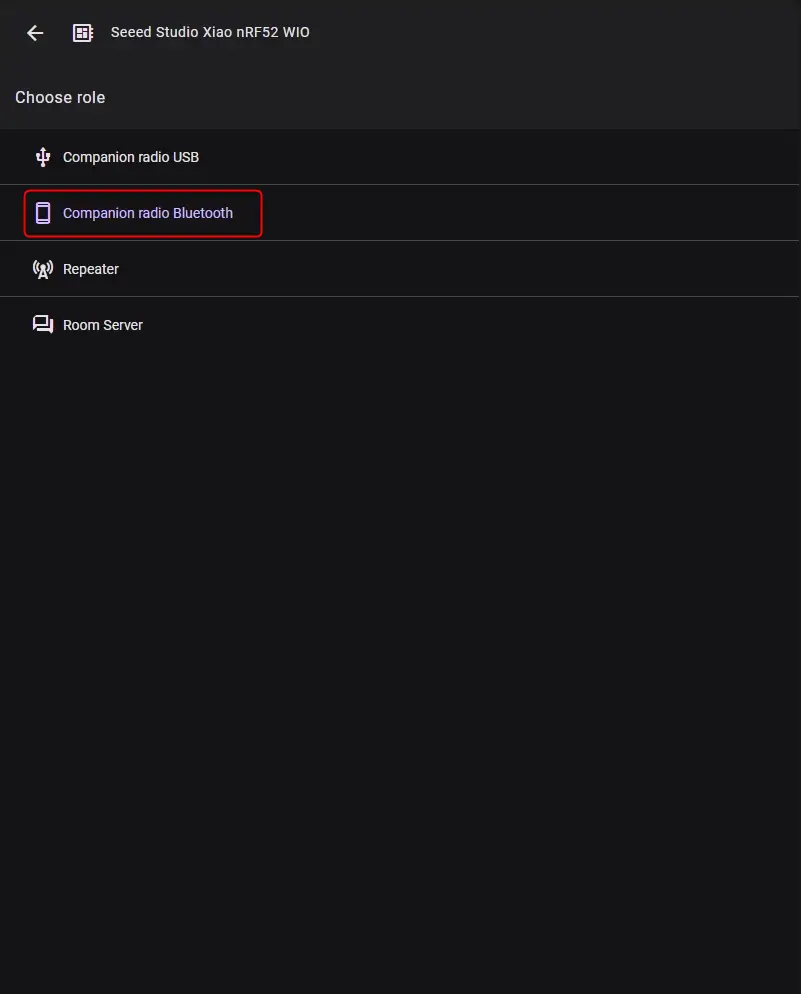 Seeed Studio Xiao nRF52 WIO
Choose role
Companion radio USB
Companion radio Bluetooth
Repeater
Room Server